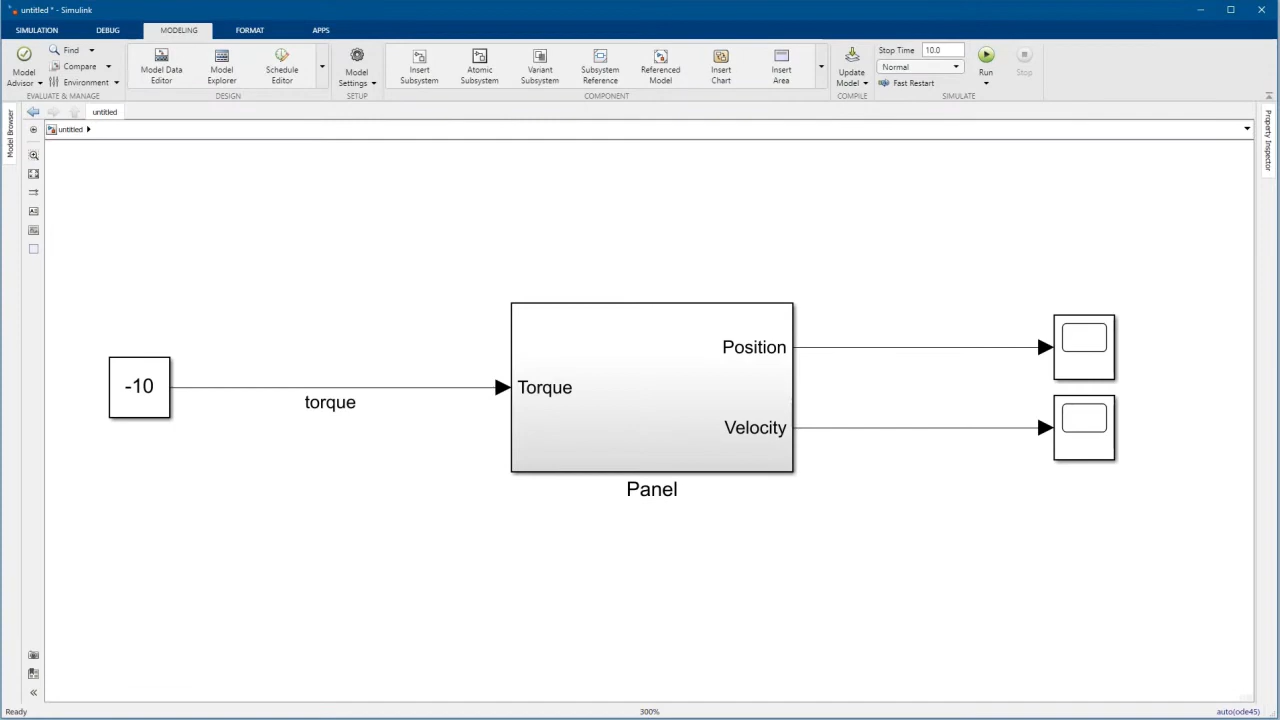 untitled * - Simulink
SIMULATION DEBUG MODELING FORMAT APPS
Model Advisor
Find
Compare
Environment
EVALUATE & MANAGE
Model Data Editor
Model Explorer
Schedule Editor
DESIGN
Model Settings
SETUP
Insert Subsystem
Atomic Subsystem
Variant Subsystem
Subsystem Reference
Referenced Model
Insert Chart
Insert Area
COMPONENT
Update Model
COMPILE
Stop Time 10.0
Normal
Fast Restart
Run
Stop
SIMULATE
Model Browser
untitled
untitled
Property Inspector
-10
torque
Torque
Position
Velocity
Panel
Ready
300%
auto(ode45)